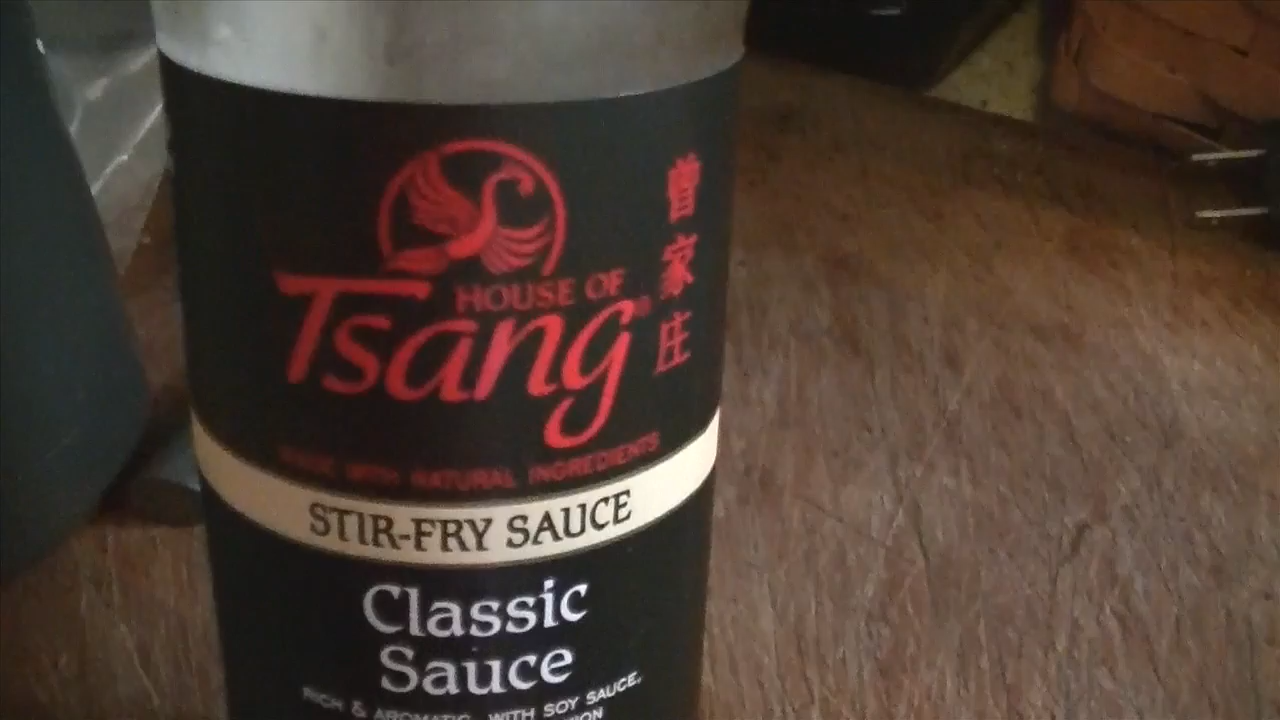 HOUSE OF
Tsang
曾家庄
MADE WITH NATURAL INGREDIENTS
STIR-FRY SAUCE
Classic
Sauce
RICH & AROMATIC, WITH SOY SAUCE,